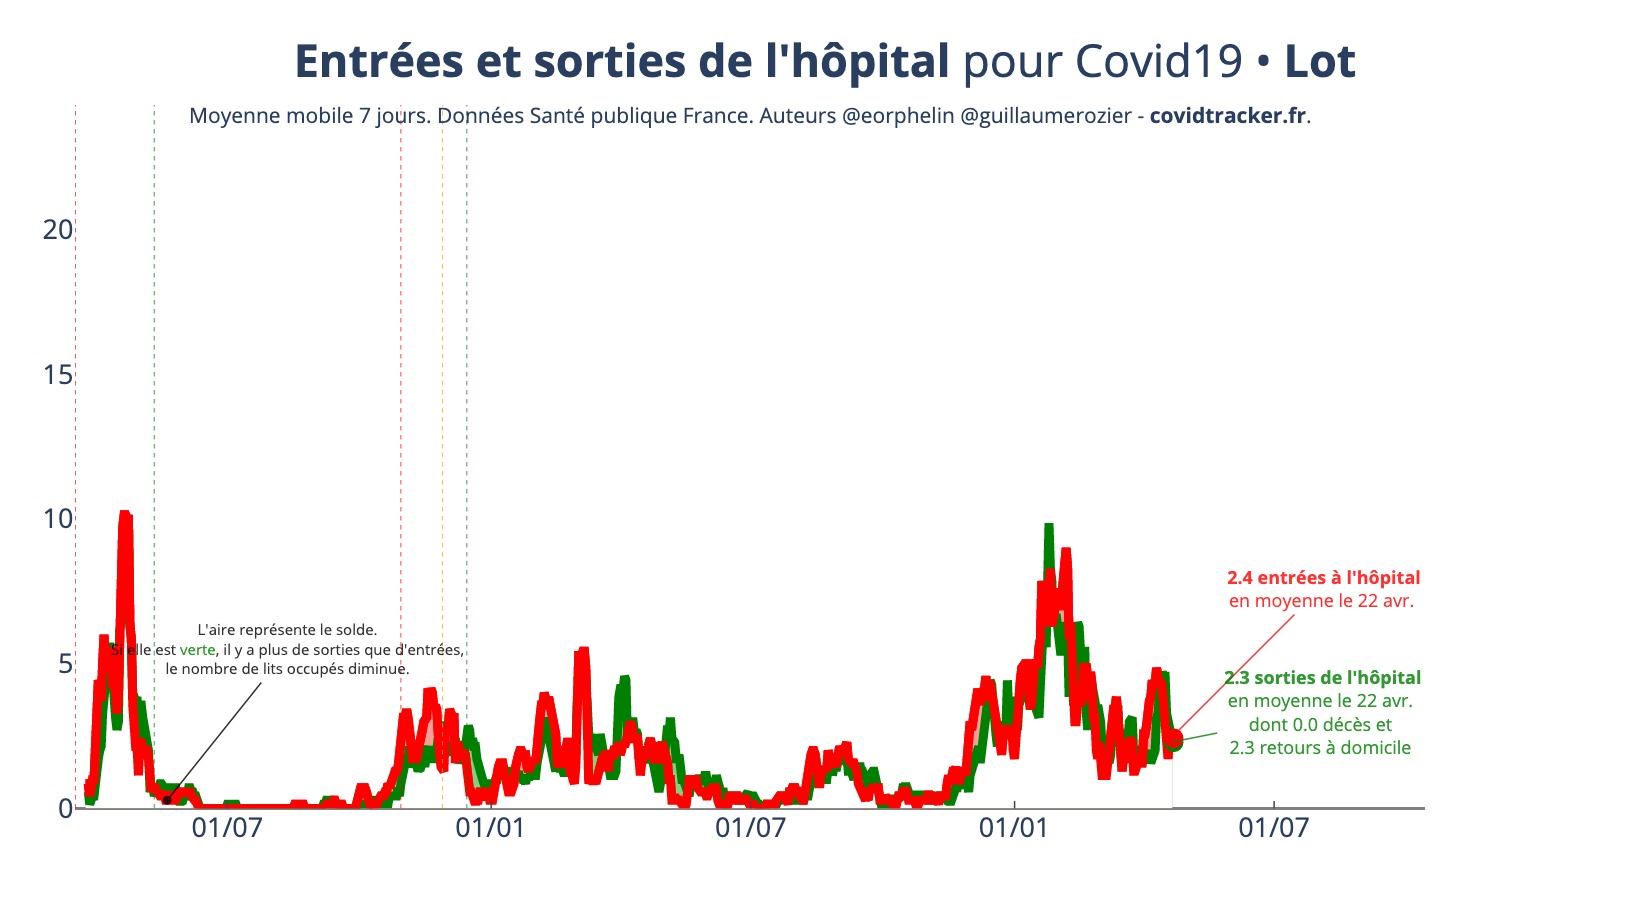 Entrées et sorties de l'hôpital pour Covid19 • Lot
Moyenne mobile 7 jours. Données Santé publique France. Auteurs @eorphelin @guillaumerozier - covidtracker.fr.
20
15
10
5
0
L'aire représente le solde.
Si elle est verte, il y a plus de sorties que d'entrées,
le nombre de lits occupés diminue.
2.4 entrées à l'hôpital
en moyenne le 22 avr.
2.3 sorties de l'hôpital
en moyenne le 22 avr.
dont 0.0 décès et
2.3 retours à domicile
01/07
01/01
01/07
01/01
01/07